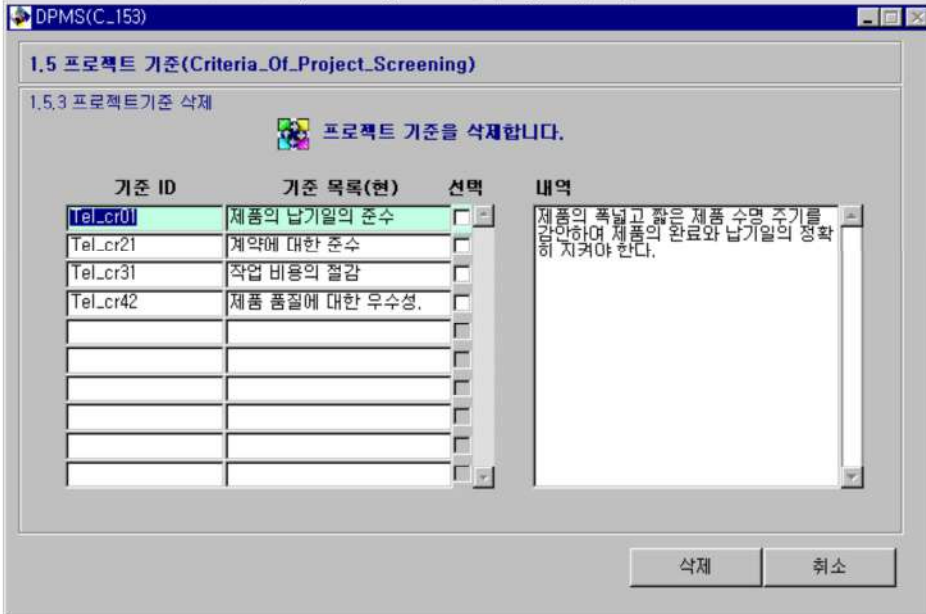 DPMS(C_153)
1.5 프로젝트 기준(Criteria_Of_Project_Screening)
1.5.3 프로젝트기준 삭제
프로젝트 기준을 삭제합니다.
기준 ID 기준 목록(현) 선택 내역
Tel_cr01 제품의 납기일의 준수
Tel_cr21 계약에 대한 준수
Tel_cr31 작업 비용의 절감
Tel_cr42 제품 품질에 대한 우수성.
제품의 폭넓고 짧은 제품 수명 주기를
감안하며 제품의 완료와 납기일의 정확
히 지켜야 한다.
삭제 취소